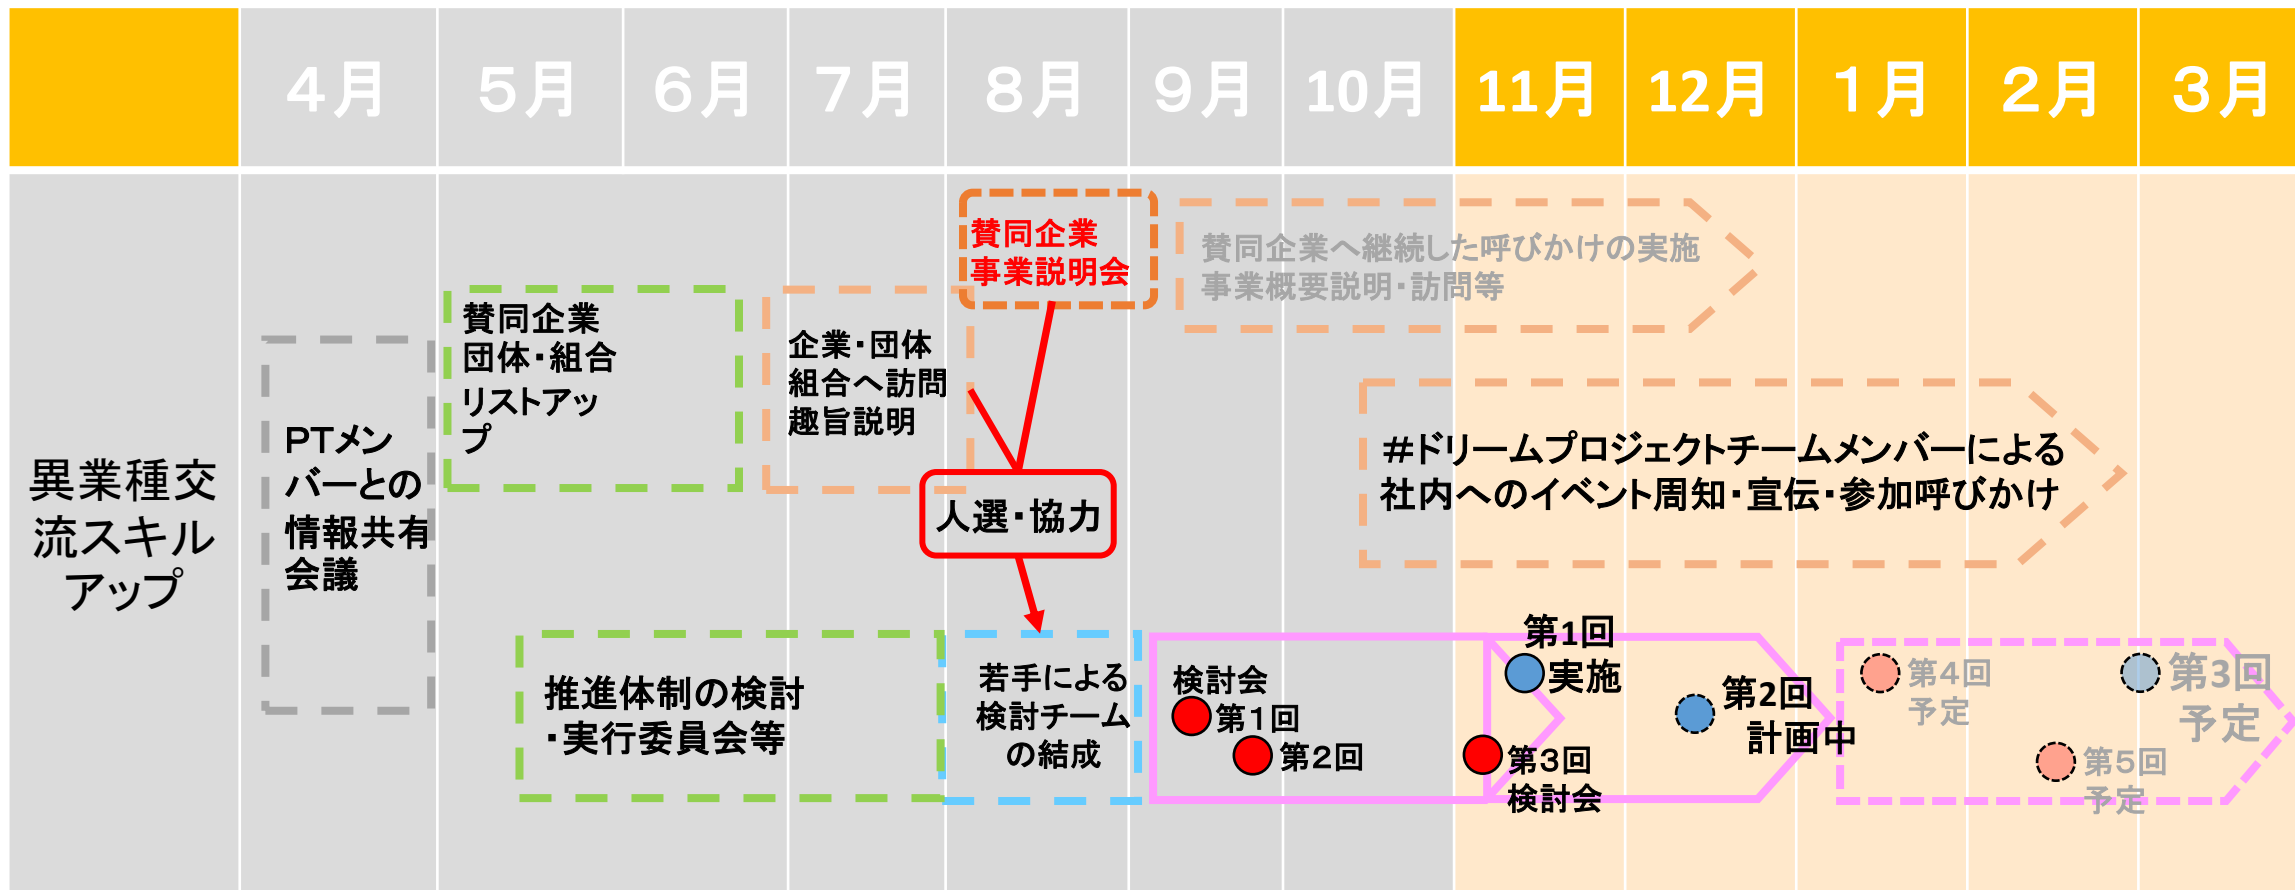 ４月
５月
６月
７月
８月
９月
10月
11月
12月
１月
２月
３月
異業種交
流スキル
アップ
PTメン
バーとの
情報共有
会議
賛同企業
団体・組合
リストアッ
プ
企業・団体
組合へ訪問
趣旨説明
賛同企業
事業説明会
賛同企業へ継続した呼びかけの実施
事業概要説明・訪問等
人選・協力
＃ドリームプロジェクトチームメンバーによる
社内へのイベント周知・宣伝・参加呼びかけ
推進体制の検討
・実行委員会等
若手による
検討チーム
の結成
検討会
第１回
第２回
第1回
実施
第３回
検討会
第2回
計画中
第４回
予定
第５回
予定
第3回
予定